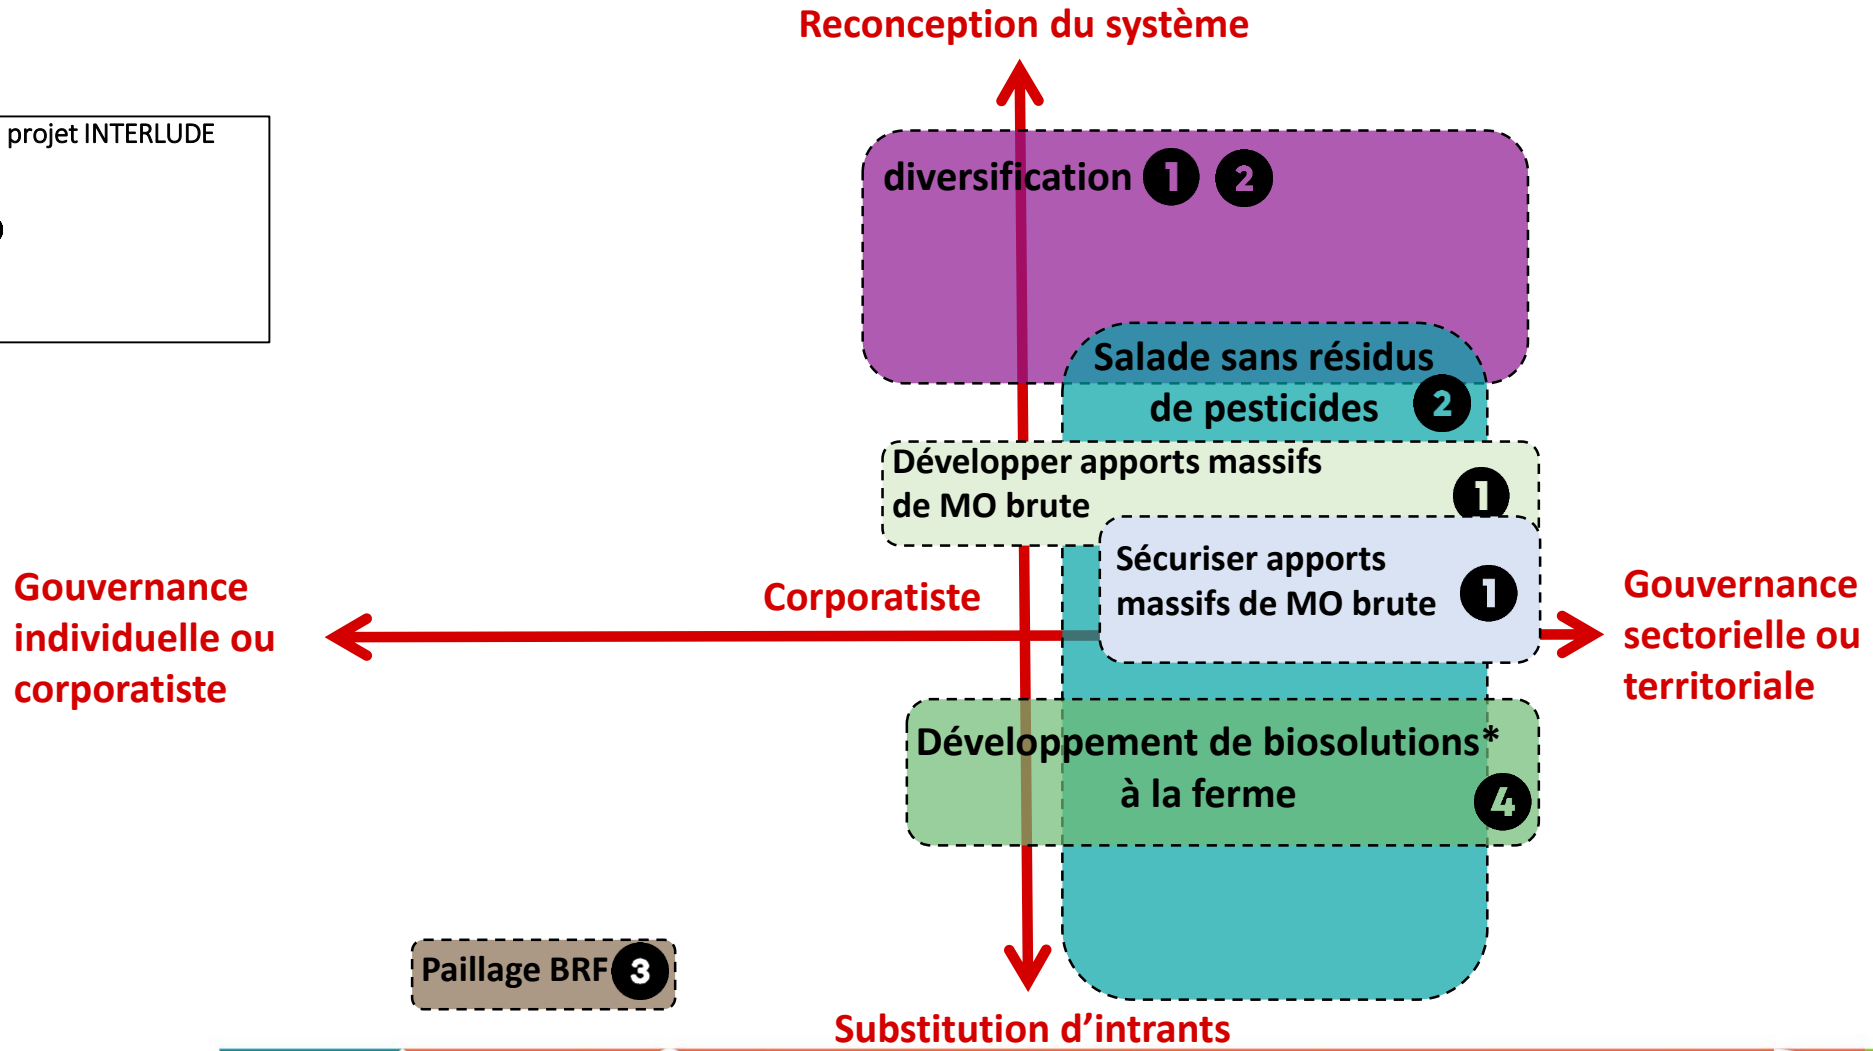 Reconception du système
projet INTERLUDE
diversification 1 2
Salade sans résidus
de pesticides 2
Développer apports massifs
de MO brute 1
Sécuriser apports
massifs de MO brute 1
Gouvernance
individuelle ou
corporatiste
Corporatiste
Gouvernance
sectorielle ou
territoriale
Développement de biosolutions*
à la ferme 4
Paillage BRF 3
Substitution d’intrants